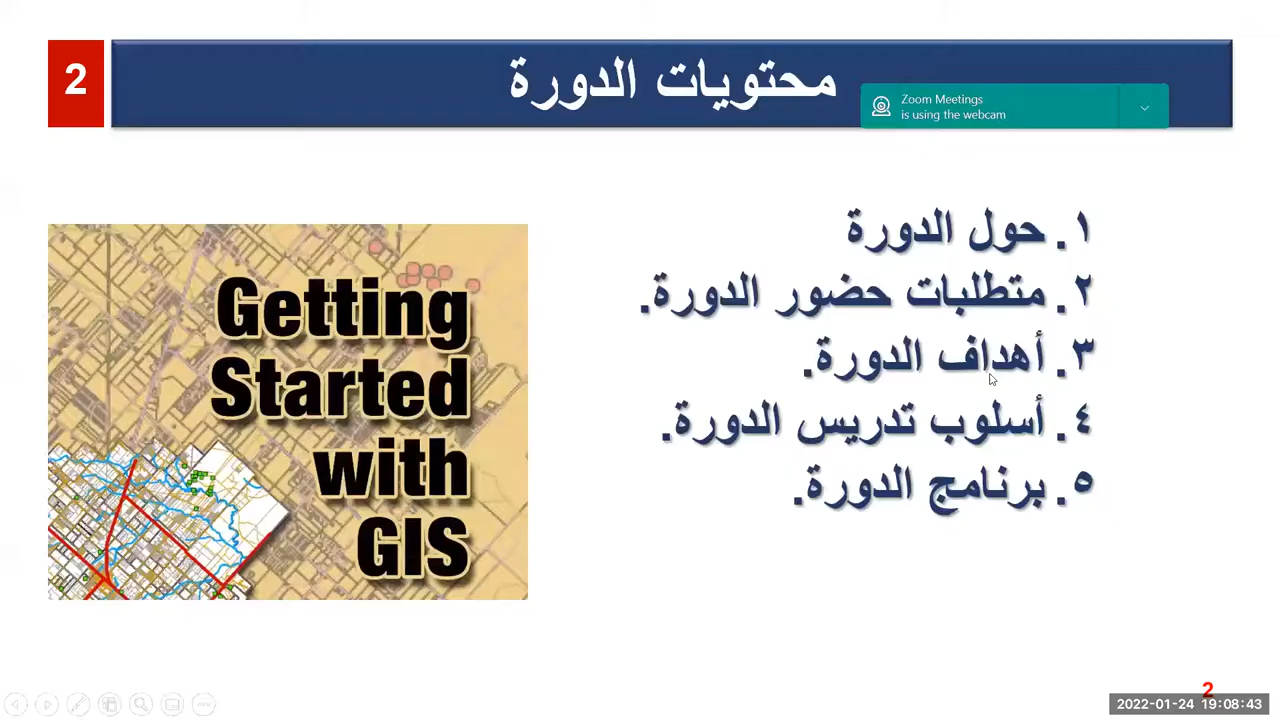 2
محتويات الدورة
Zoom Meetings
is using the webcam
١. حول الدورة
٢. متطلبات حضور الدورة.
٣. أهداف الدورة.
٤. أسلوب تدريس الدورة.
٥. برنامج الدورة.
Getting
Started
with
GIS
2
2022-01-24 19:08:43